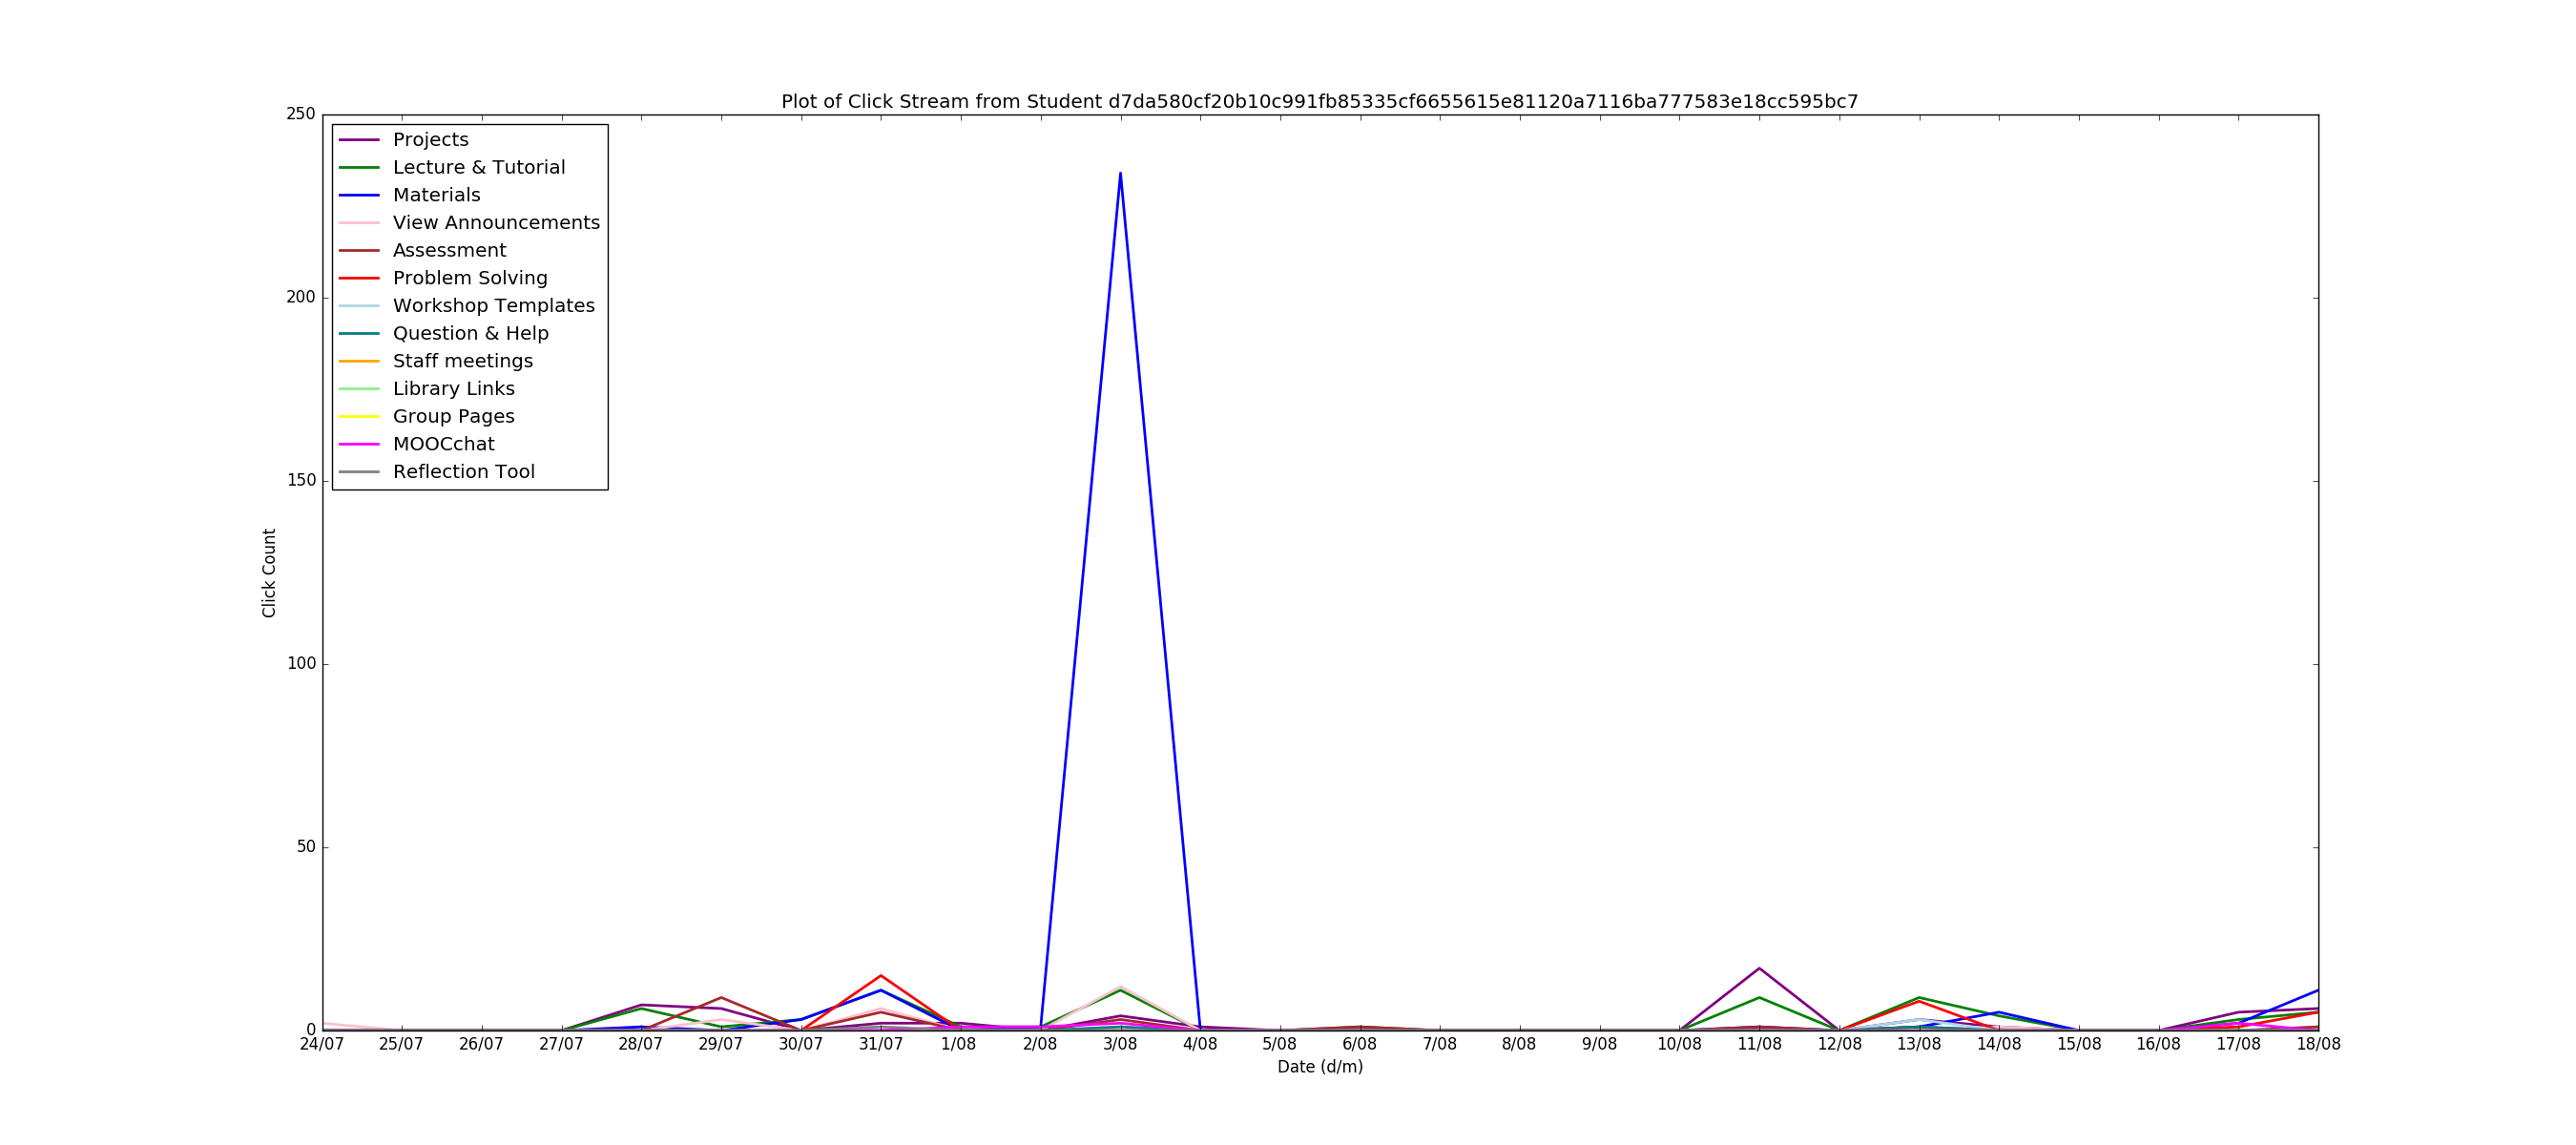 Plot of Click Stream from Student d7da580cf20b10c991fb85335cf6655615e81120a7116ba777583e18cc595bc7
250
200
150
100
50
0
Click Count
Projects
Lecture & Tutorial
Materials
View Announcements
Assessment
Problem Solving
Workshop Templates
Question & Help
Staff meetings
Library Links
Group Pages
MOOCchat
Reflection Tool
24/07 25/07 26/07 27/07 28/07 29/07 30/07 31/07 1/08 2/08 3/08 4/08 5/08 6/08 7/08 8/08 9/08 10/08 11/08 12/08 13/08 14/08 15/08 16/08 17/08 18/08
Date (d/m)